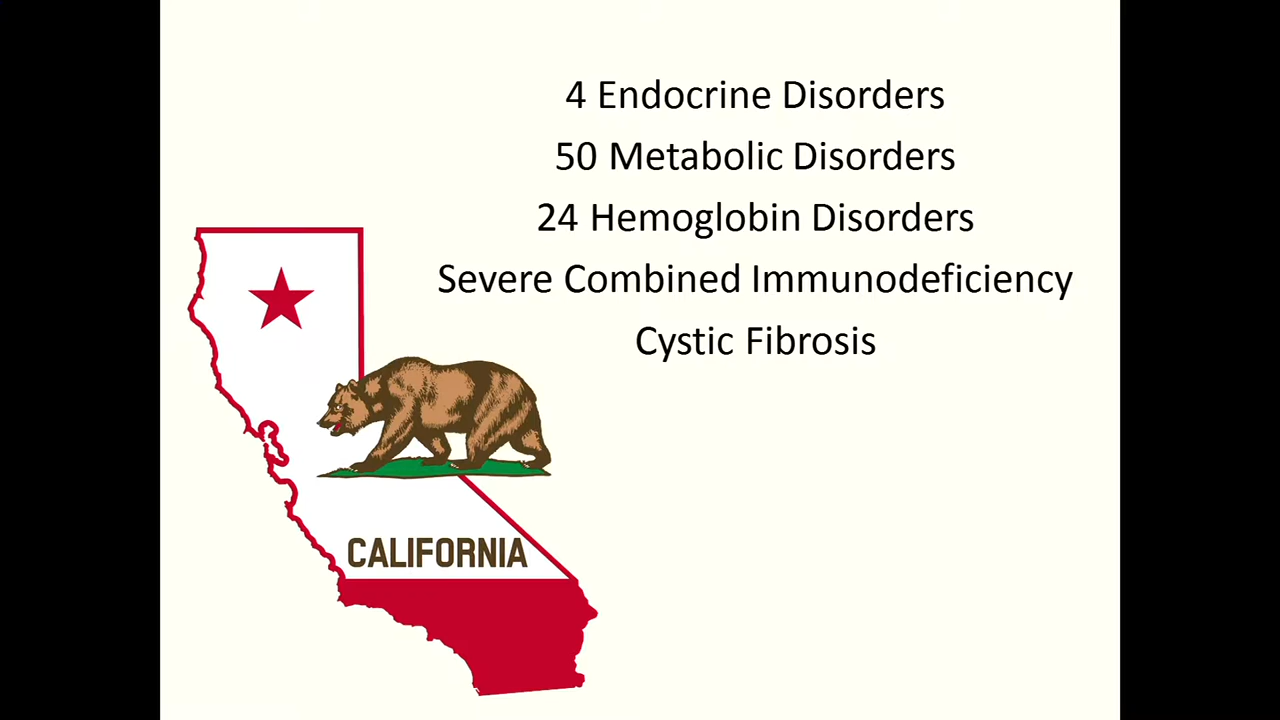 4 Endocrine Disorders
50 Metabolic Disorders
24 Hemoglobin Disorders
Severe Combined Immunodeficiency
Cystic Fibrosis
CALIFORNIA